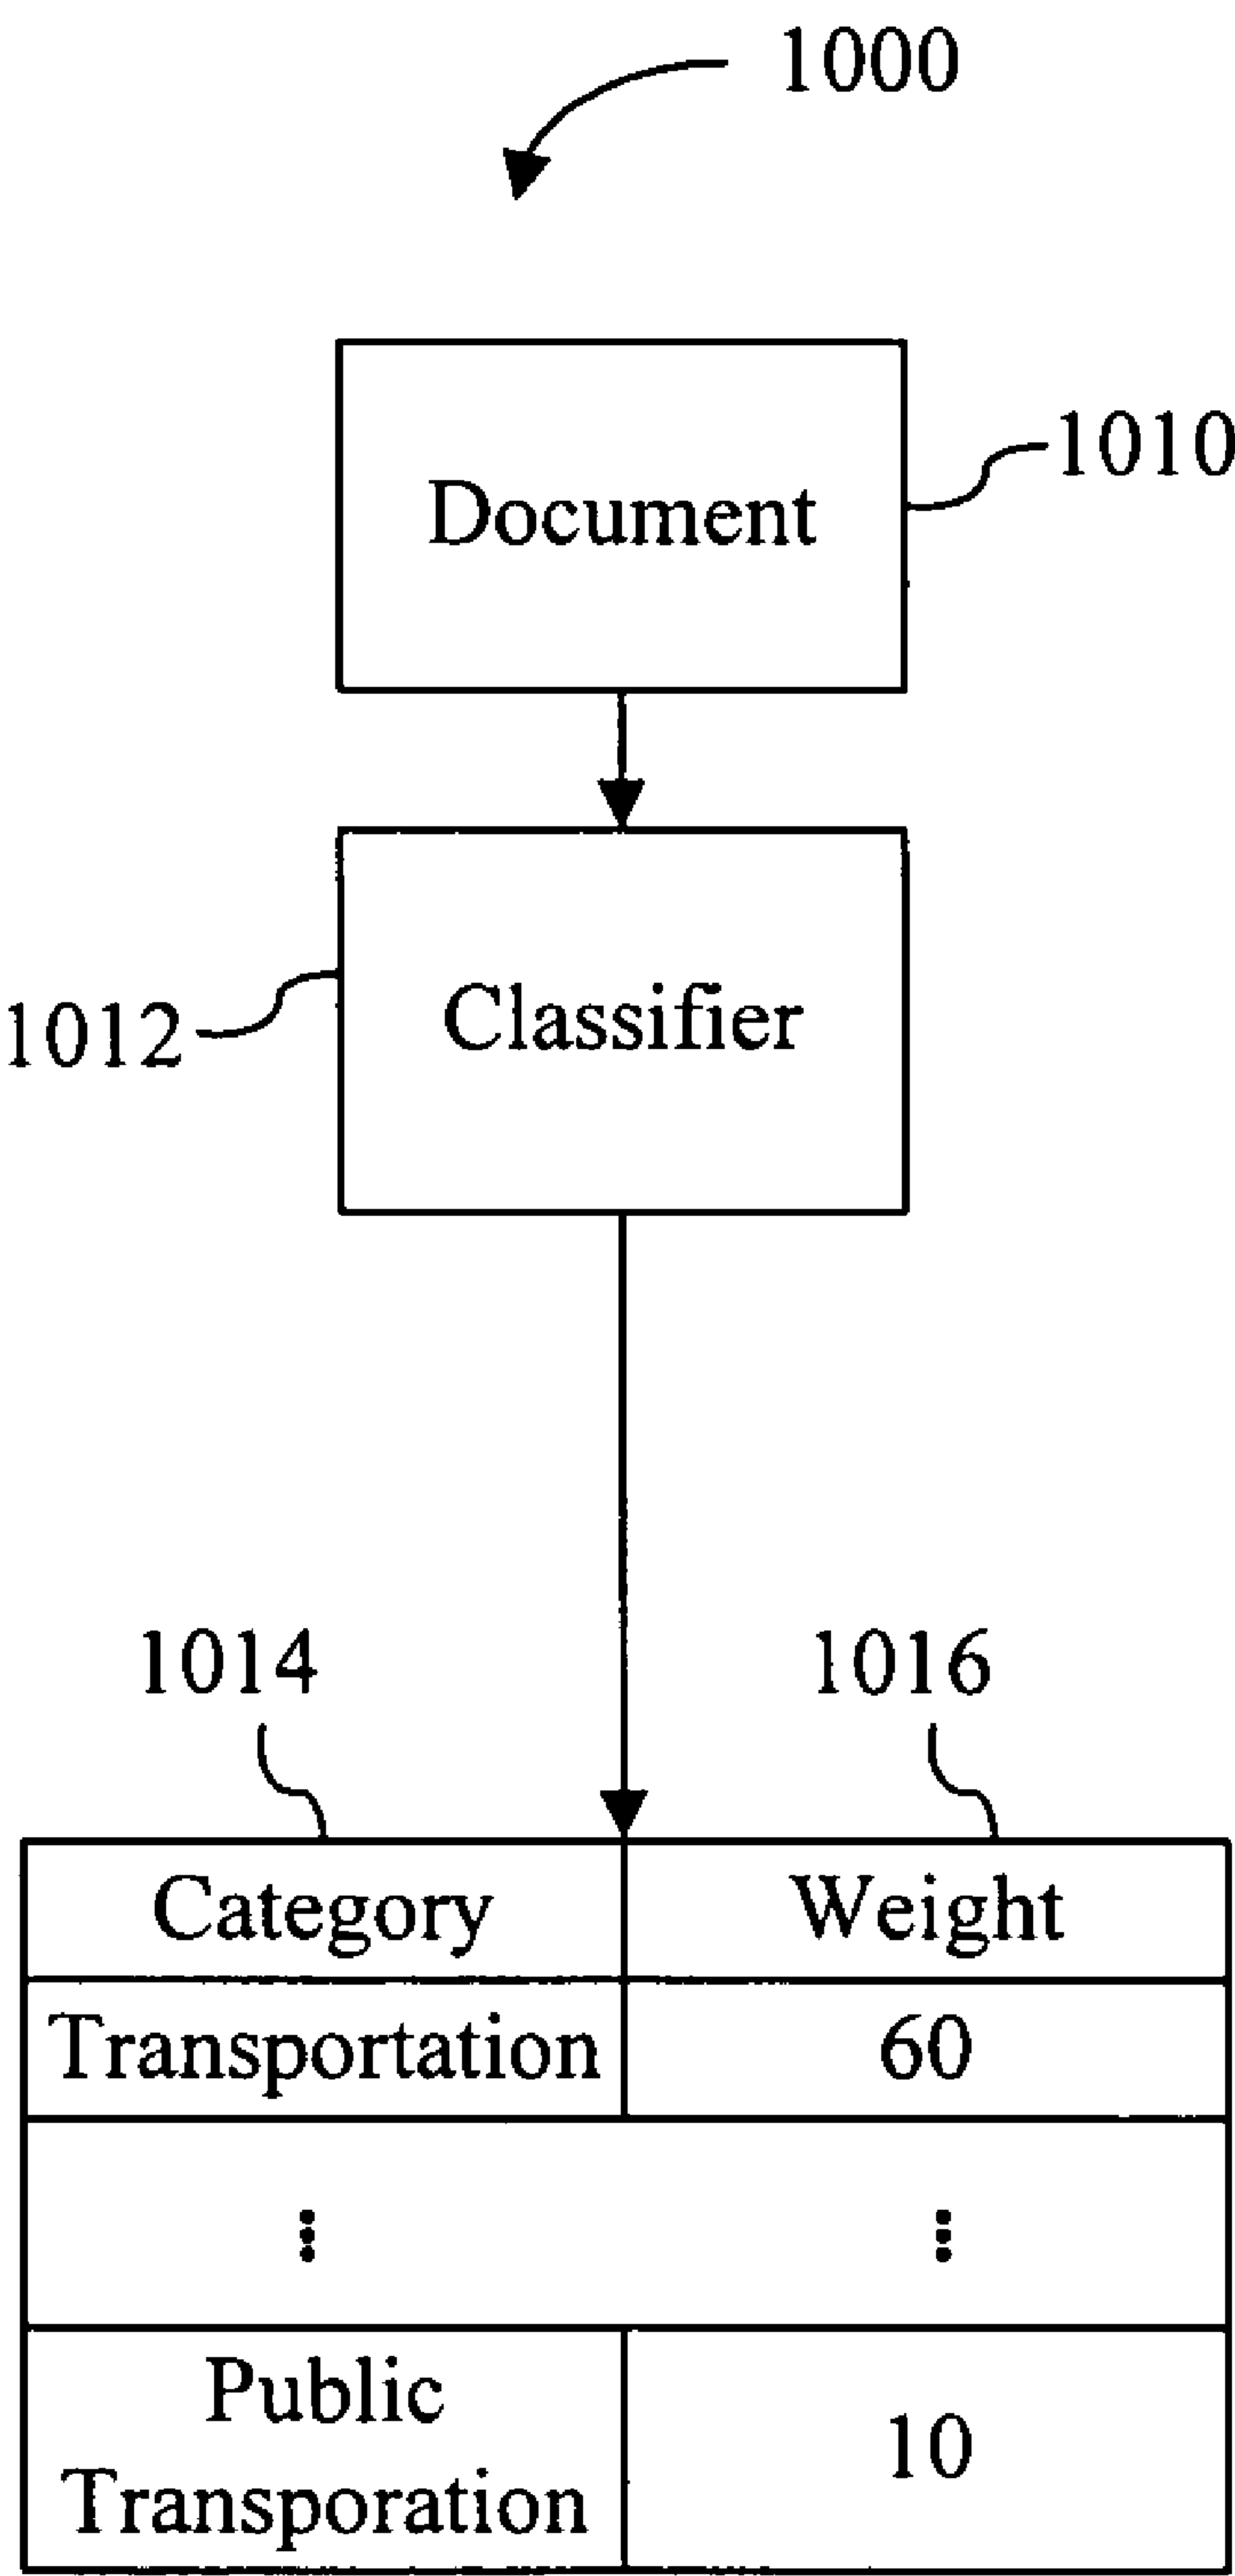 1000
Document
1010
Classifier
1012
1014
1016
Category Weight
Transportation 60
Public
Transporation
10